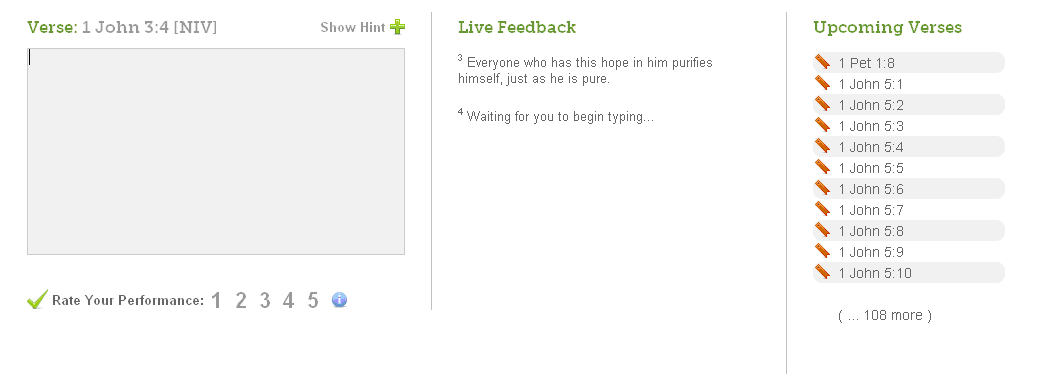 Verse: 1 John 3:4 [NIV]
Show Hint
Rate Your Performance: 1 2 3 4 5
Live Feedback
3 Everyone who has this hope in him purifies
himself, just as he is pure.
4 Waiting for you to begin typing...
Upcoming Verses
1 Pet 1:8
1 John 5:1
1 John 5:2
1 John 5:3
1 John 5:4
1 John 5:5
1 John 5:6
1 John 5:7
1 John 5:8
1 John 5:9
1 John 5:10
( ... 108 more )